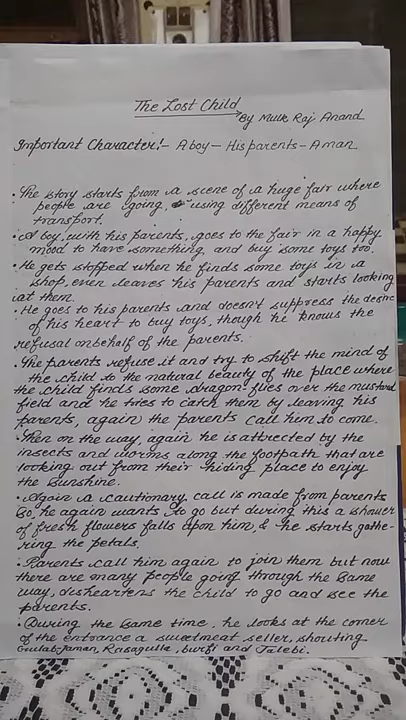 The Lost Child
By Mulk Raj Anand
Important Character:- A boy - His parents - A man
• The story starts from a scene of a huge fair where
people are going, using different means of
transport.
• A boy, with his parents, goes to the fair in a happy
mood to have something, and buy some toys too.
• He gets stopped when he finds some toys in a
shop, even leaves his parents and starts looking
at them.
• He goes to his parents and doesn't suppress the desire
of his heart to buy toys, though he knows the
refusal onbehalf of the parents.
• The parents refuse it and try to shift the mind of
the child to the natural beauty of the place where
the child finds some dragon flies over the mustard
field and he tries to catch them by leaving his
parents, again the parents call him to come.
• Then on the way, again he is attrected by the
insects and worms along the footpath that are
looking out from their hiding place to enjoy
the Sunshine.
• Again a cautionary call is made from parents
So, he again wants to go but during this a shower
of fresh flowers falls upon him, & he starts gathe-
ring the petals.
• Parents call him again to join them but now
there are many people going through the Same
way, disheartens the child to go and see the
parents.
• During the Same time, he looks at the corner
of the entrance a sweetmeat seller, shouting
Gulab-Jaman, Rasagulla, burfi and Jalebi.